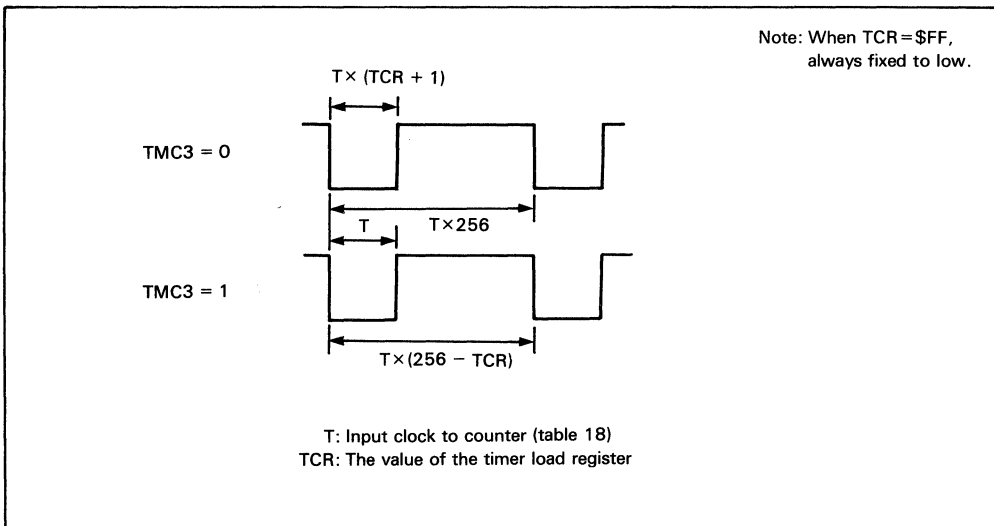 Note: When TCR=$FF,
always fixed to low.
T× (TCR + 1)
TMC3 = 0
T×256
T
TMC3 = 1
T×(256 − TCR)
T: Input clock to counter (table 18)
TCR: The value of the timer load register